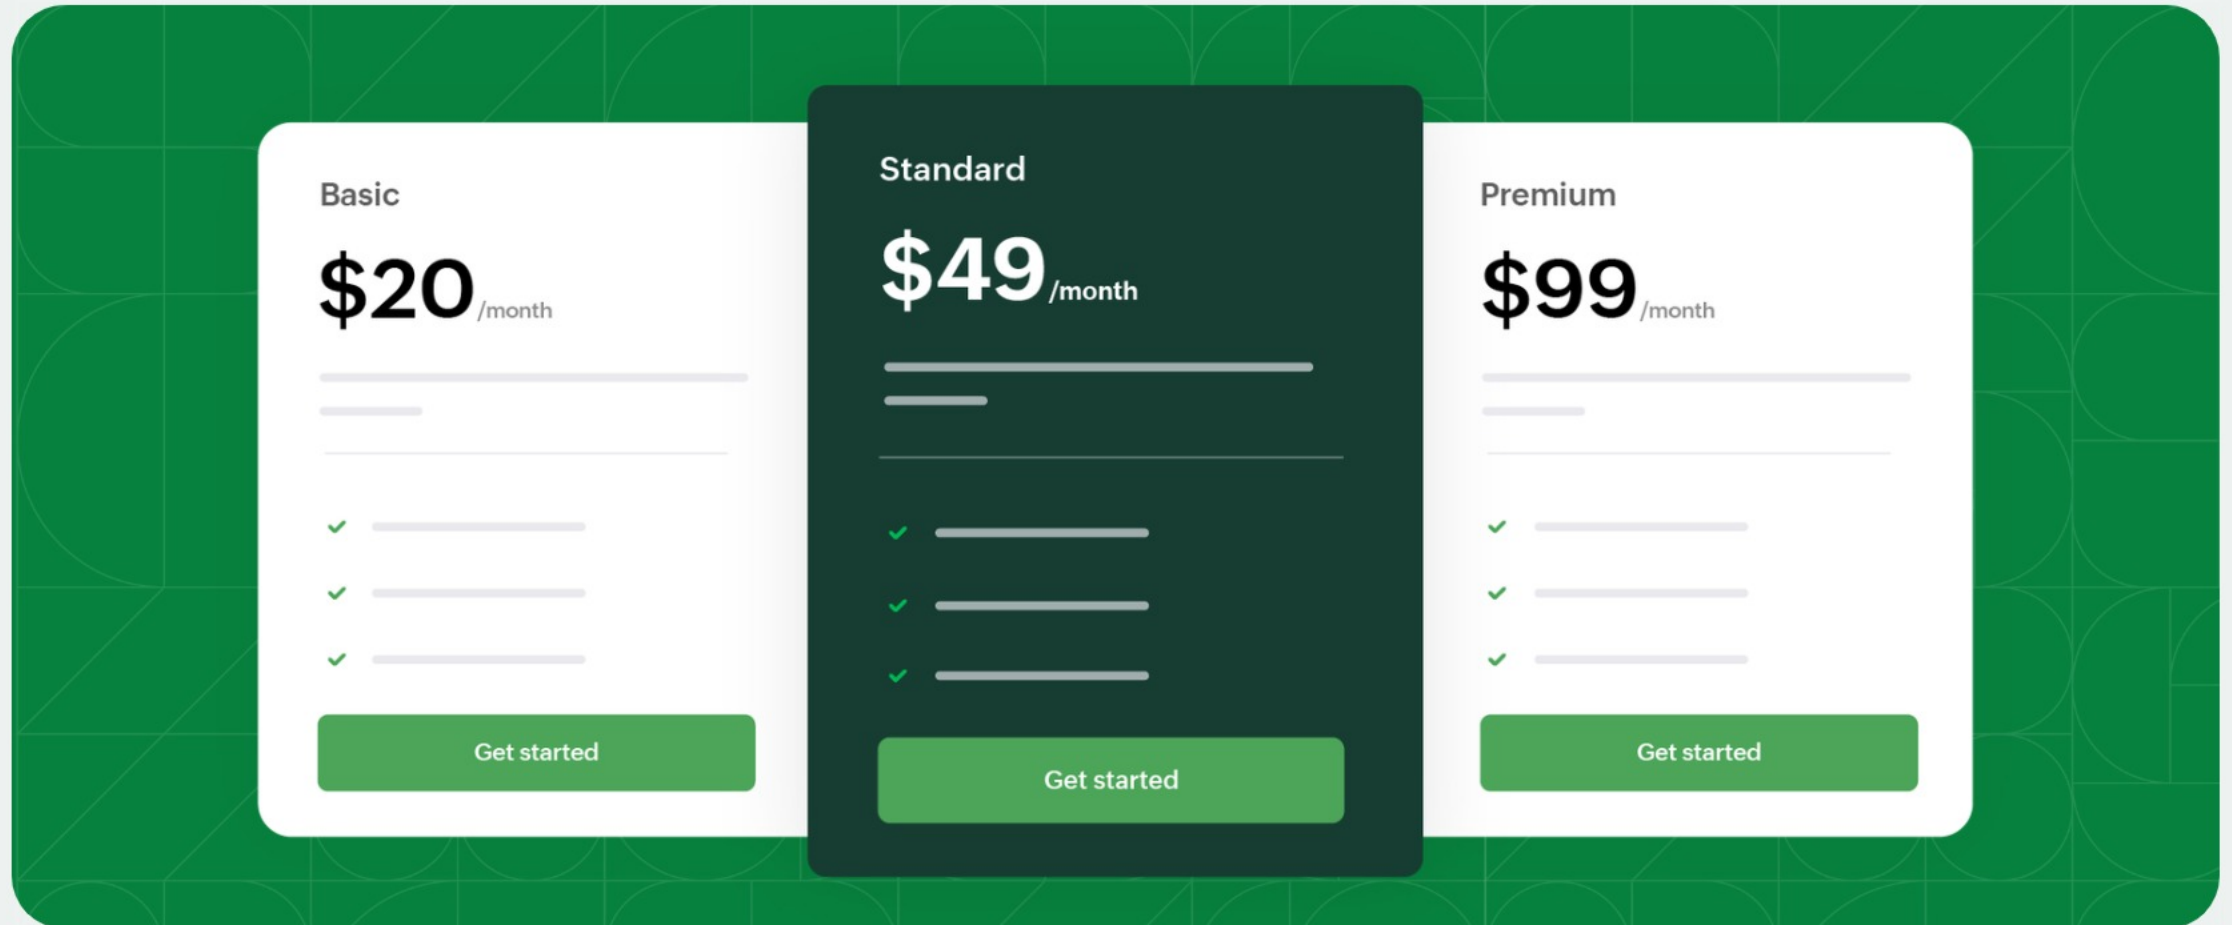 Basic
$20/month
Get started
Standard
$49/month
Get started
Premium
$99/month
Get started